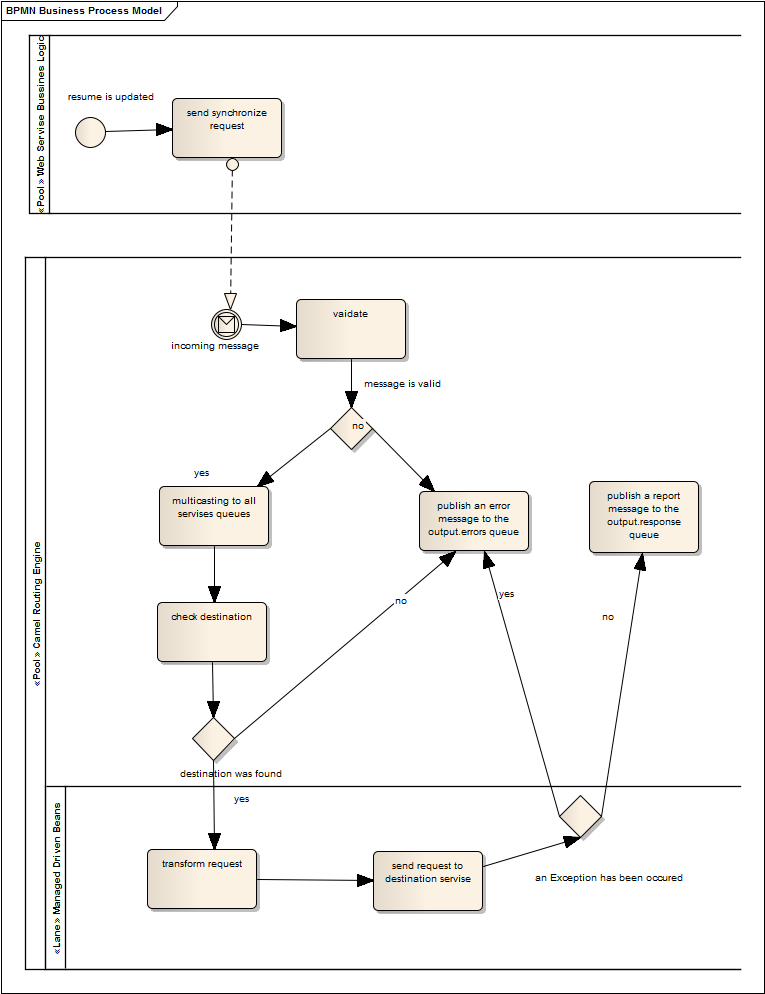 BPMN Business Process Model
«Pool» Web Servise Bussines Logic
resume is updated
send synchronize
request
«Pool» Camel Routing Engine
incoming message
vaidate
message is valid
no
yes
multicasting to all
servises queues
publish an error
message to the
output.errors queue
publish a report
message to the
output.response
queue
check destination
no
yes
no
destination was found
yes
«Lane» Managed Driven Beans
transform request
send request to
destination servise
an Exception has been occured